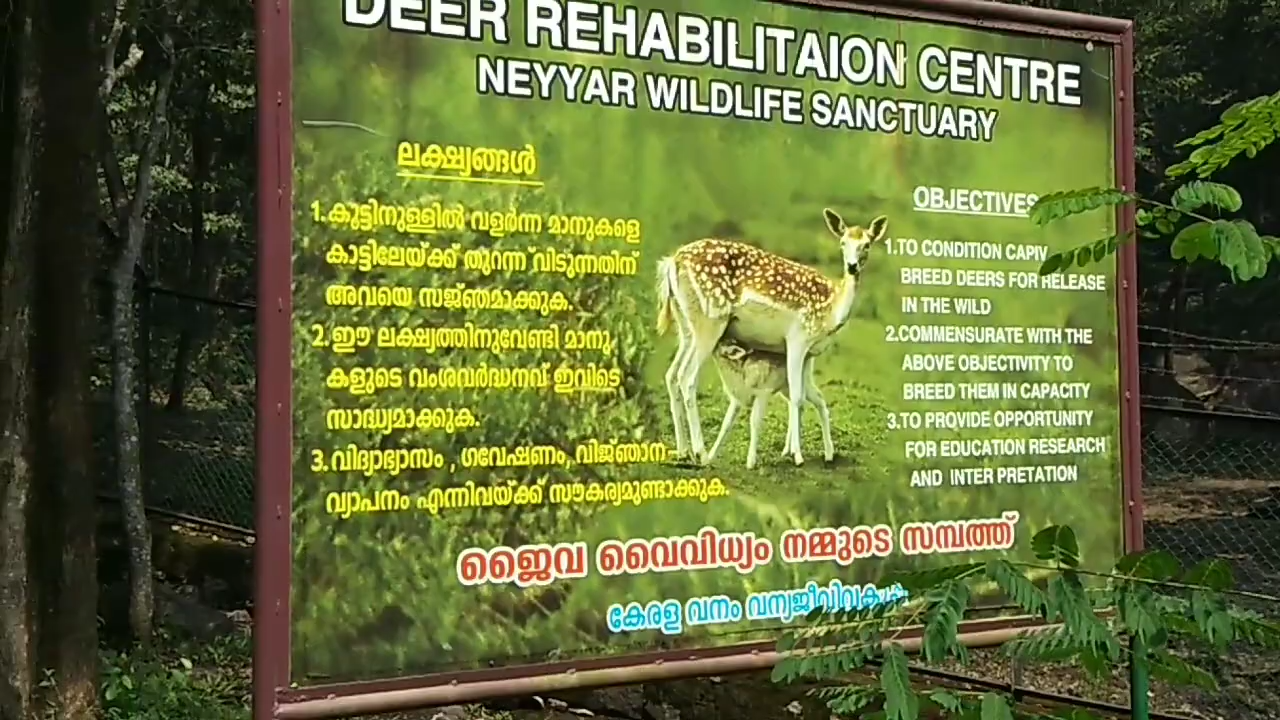 DEER REHABILITAION CENTRE
NEYYAR WILDLIFE SANCTUARY
ലക്ഷ്യങ്ങൾ
1. കൂട്ടിനുള്ളിൽ വളർന്ന മാനുകളെ
കാട്ടിലേയ്ക്ക് തുറന്ന് വിടുന്നതിന്
അവയെ സജ്ഞമാക്കുക.
2. ഈ ലക്ഷ്യത്തിനുവേണ്ടി മാനു
കളുടെ വംശവർദ്ധനവ് ഇവിടെ
സാദ്ധ്യമാക്കുക.
3. വിദ്യാഭ്യാസം , ഗവേഷണം, വിജ്ഞാന
വ്യാപനം എന്നിവയ്ക്ക് സൗകര്യമുണ്ടാക്കുക.
OBJECTIVES
1.TO CONDITION
BREED DEERS FOR RELEASE
IN THE WILD
2.COMMENSURATE WITH THE
ABOVE OBJECTIVITY TO
BREED THEM IN CAPACITY
3.TO PROVIDE OPPORTUNITY
FOR EDUCATION RESEARCH
AND INTER PRETATION
ജൈവ വൈവിധ്യം നമ്മുടെ സമ്പത്ത്
കേരള വനം